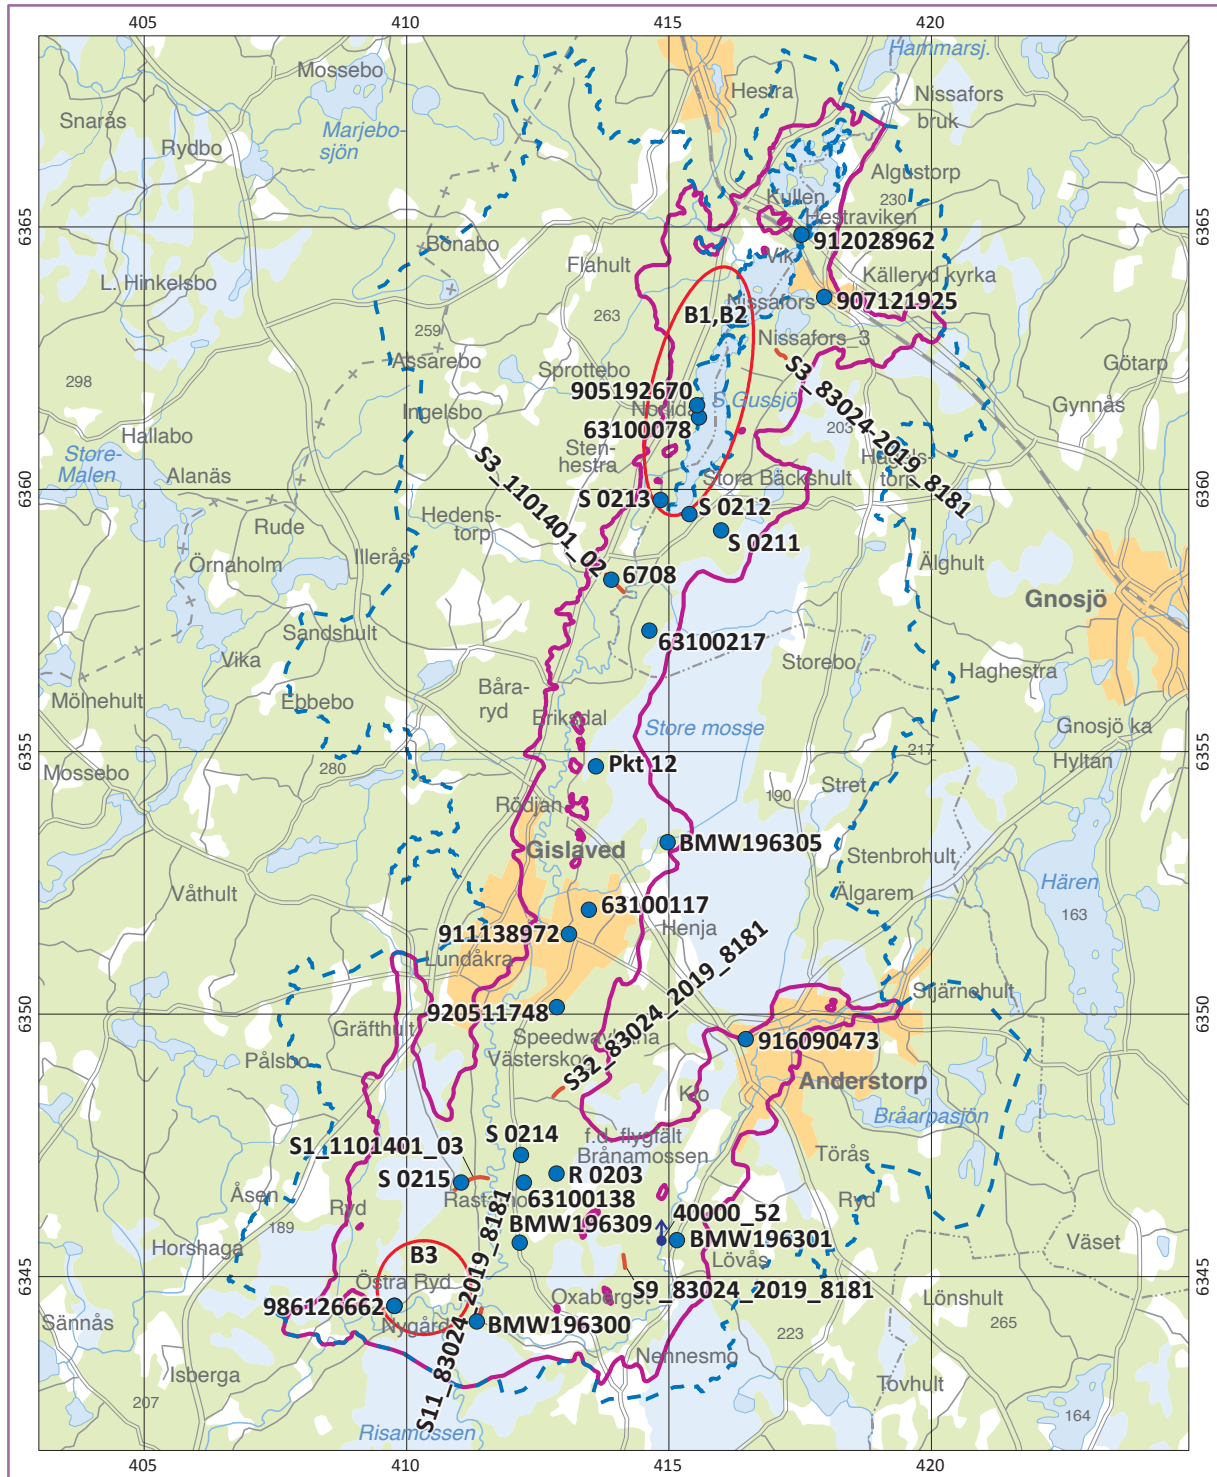 405
410
415
420
Hammarsj.
Mossebo
Hestra
Nissafors
bruk
Snarås
Marjebo-
sjön
Rydbo
Algustorp
230
Kullen
Hestraviken
6365
6365
Bonabo
912028962
Vik
Flahult
Källeryd kyrka
L. Hinkelsbo
907121925
Nissafors
B1,B2
263
259
Nissafors_3
Assarebo
Götarp
Sprottebo
298
S3_83024-2019_8181
905192670
S.Gussjö
Ingelsbo
Gynnås
63100078
203
Hallabo
Store-
Malen
Sten-
hestra
Alanäs
S3_1101401_02
Stora Bäckshult
6360
6360
S 0213
S 0212
Hedens-
torp
Rude
S 0211
Illerås
Älghult
Örnaholm
6708
Gnosjö
Sandshult
63100217
Vika
Storebo
Haghestra
Mölnehult
Ebbebo
Båra-
ryd
Eriksdal
Store mosse
Gnosjö ka
6355
6355
217
Hyltan
Mossebo
280
Pkt 12
Stret
190
Rödjan
Gislaved
BMW196305
Stenbrohult
Våthult
Älgarem
Hären
63100117
163
Henja
911138972
Lundåkra
S32_83024_2019_8181
Stjärnehult
6350
6350
920511748
Gräfthult
916090473
Pålsbo
Anderstorp
Klo
Bråarpasjön
S 0214
f.d. flygfält
Brånamossen
S1_1101401_03
Törås
R 0203
S 0215
Åsen
Ryd
63100138
Ryd
189
BMW196309
40000_52
Horshaga
B3
BMW196301
Väset
Lövås
6345
6345
Östra Ryd
S9_83024_2019_8181
Oxaberget
Lönshult
986126662
265
Sännås
BMW196300
S11_83024_2019_8181
223
Nennesmo
Isberga
Tovhult
207
Risamossen
164
405
410
415
420